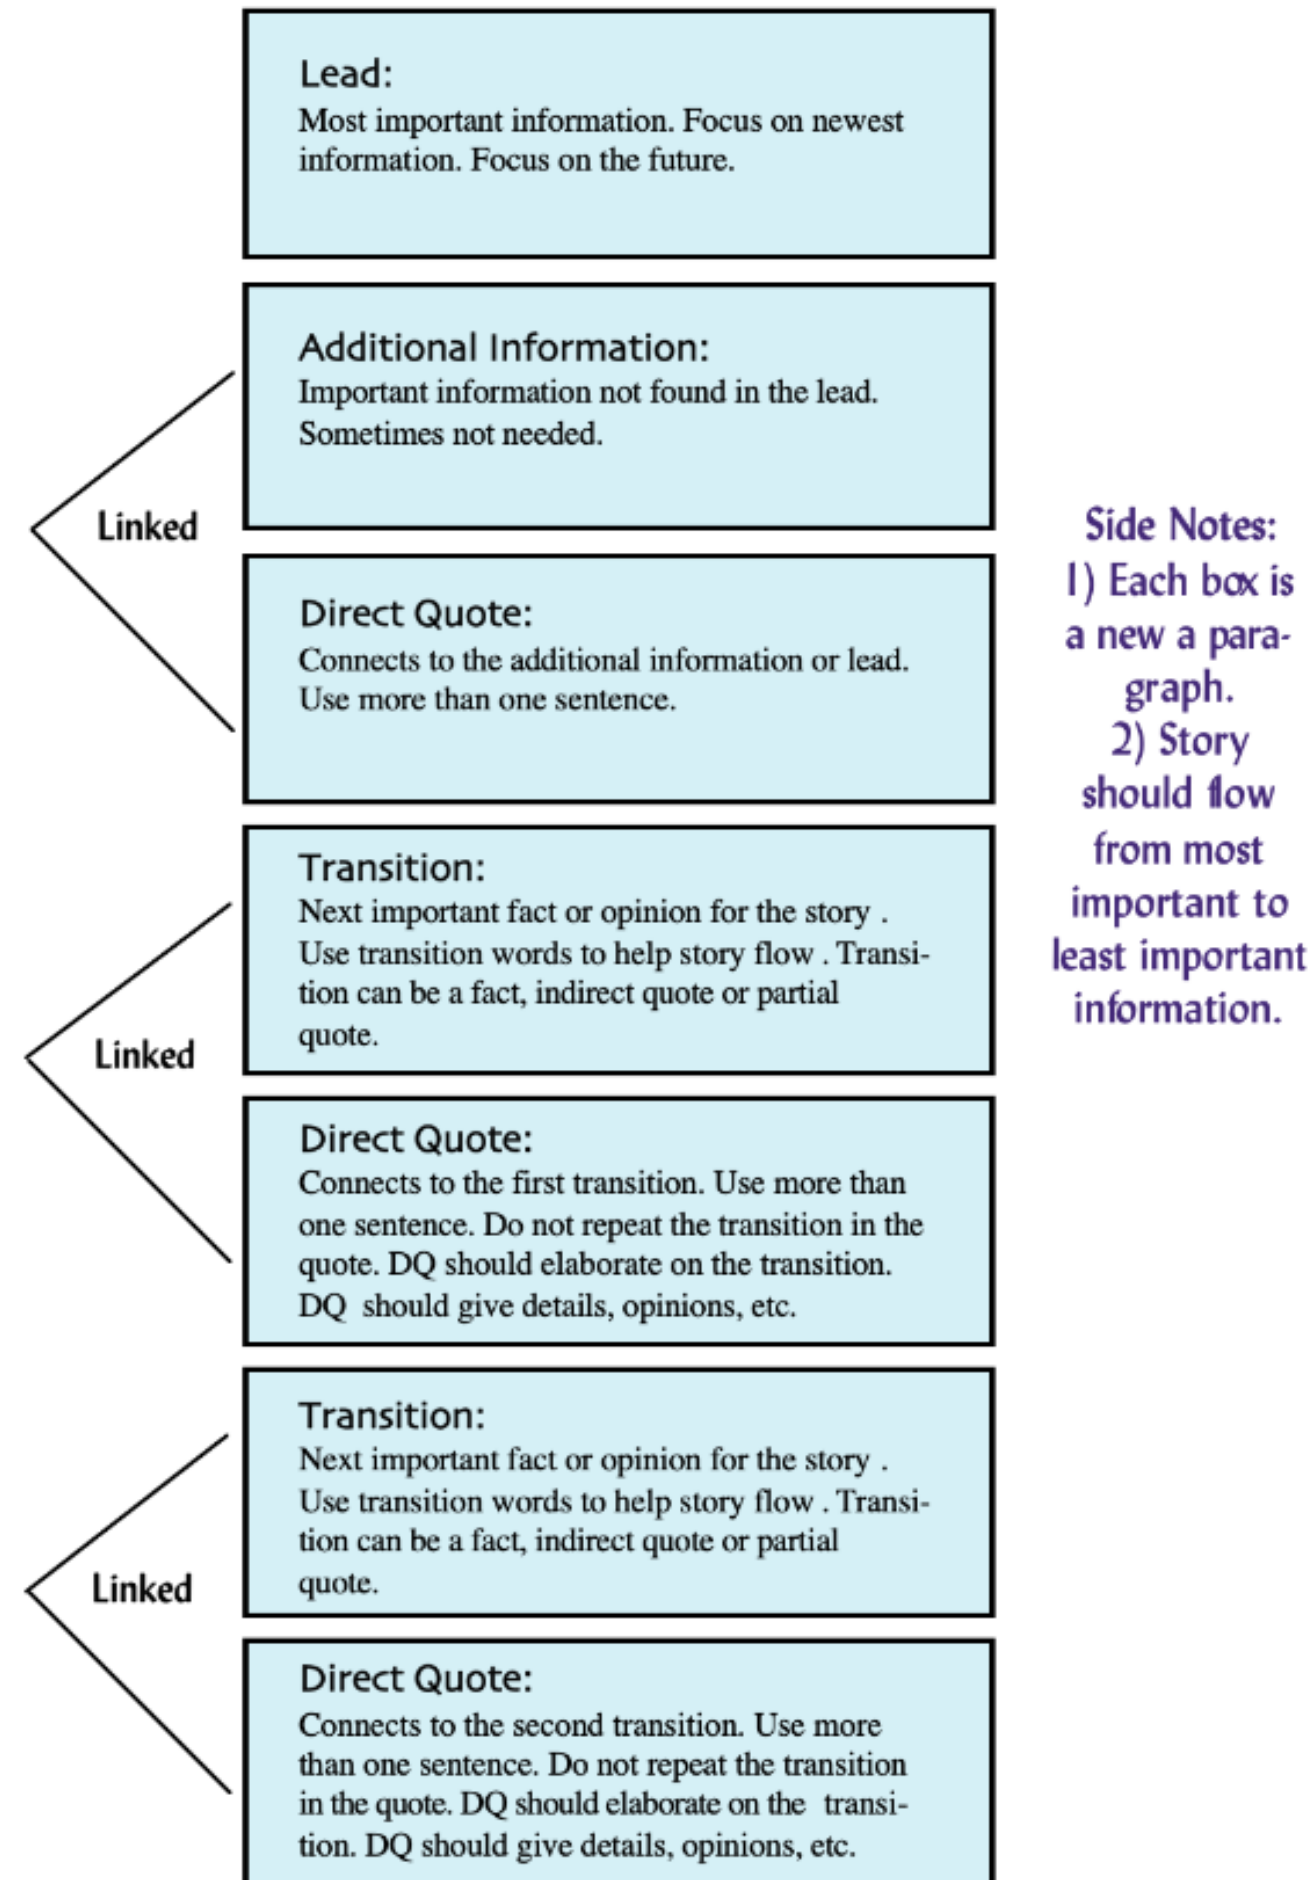 Lead:
Most important information. Focus on newest
information. Focus on the future.
Additional Information:
Important information not found in the lead.
Sometimes not needed.
Linked
Direct Quote:
Connects to the additional information or lead.
Use more than one sentence.
Transition:
Next important fact or opinion for the story .
Use transition words to help story flow . Transi-
tion can be a fact, indirect quote or partial
quote.
Linked
Direct Quote:
Connects to the first transition. Use more than
one sentence. Do not repeat the transition in the
quote. DQ should elaborate on the transition.
DQ should give details, opinions, etc.
Transition:
Next important fact or opinion for the story .
Use transition words to help story flow . Transi-
tion can be a fact, indirect quote or partial
quote.
Linked
Direct Quote:
Connects to the second transition. Use more
than one sentence. Do not repeat the transition
in the quote. DQ should elaborate on the transi-
tion. DQ should give details, opinions, etc.
Side Notes:
1) Each box is
a new a para-
graph.
2) Story
should flow
from most
important to
least important
information.